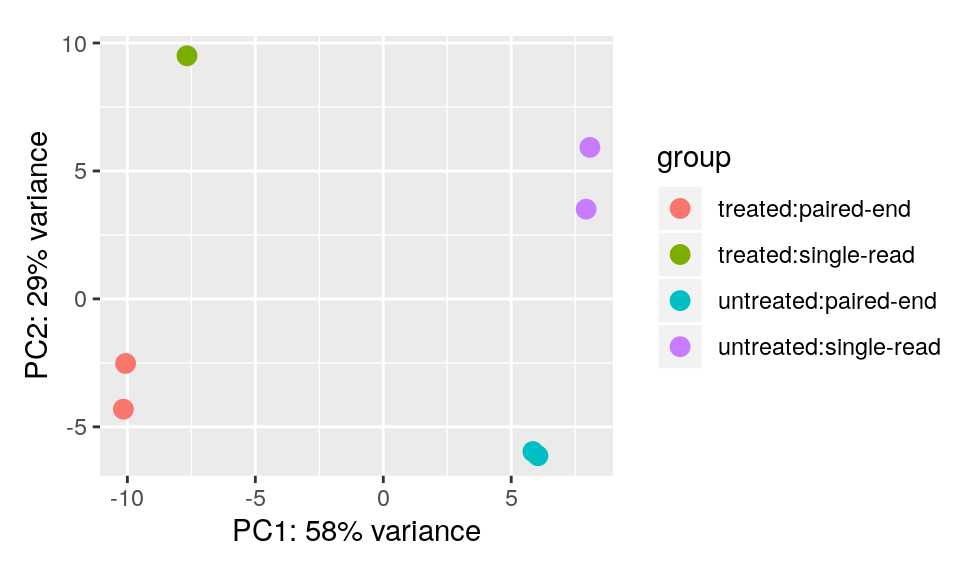 10
5
0
-5
-10
-5
0
5
PC1: 58% variance
PC2: 29% variance
group
treated:paired-end
treated:single-read
untreated:paired-end
untreated:single-read